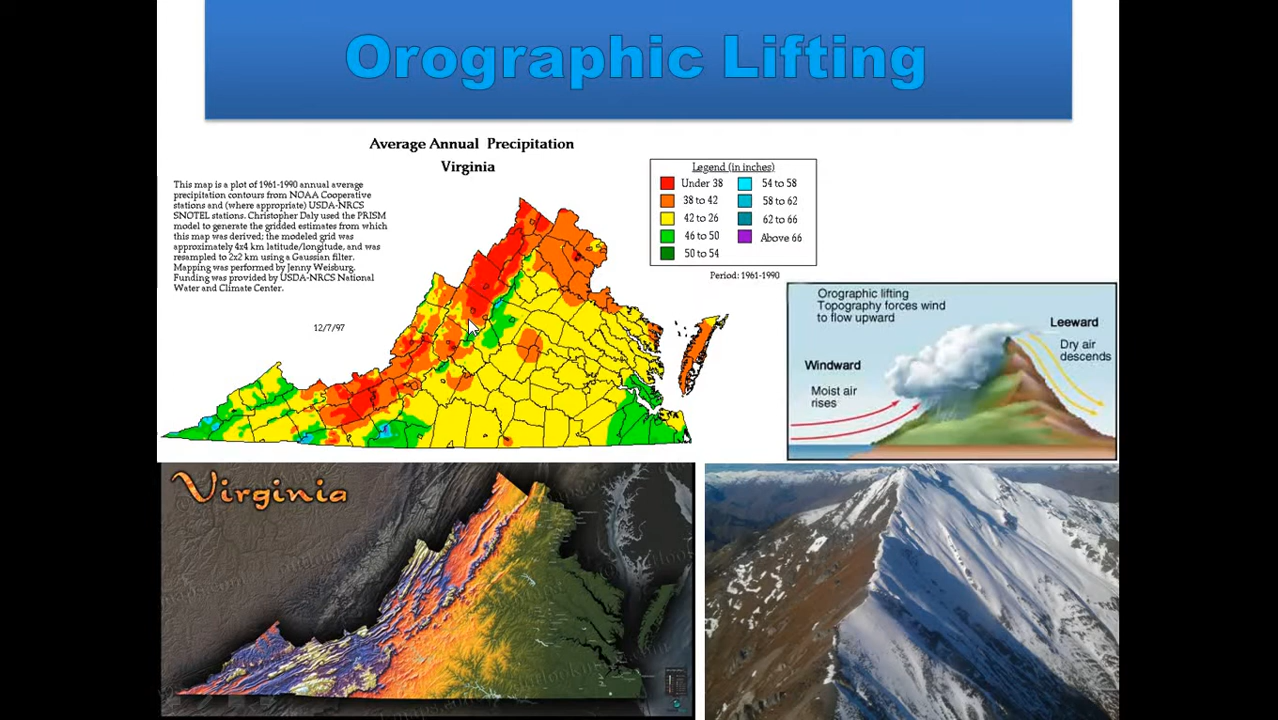 Orographic Lifting
Average Annual Precipitation
Virginia
This map is a plot of 1961-1990 annual average
precipitation contours from NOAA Cooperative
stations and (where appropriate) USDA-NRCS
SNOTEL stations. Christopher Daly used the PRISM
model to generate the gridded estimates from which
this map was derived; the modeled grid was
approximately 4x4 km latitude/longitude, and was
resampled to 2x2 km using a Gaussian filter.
Mapping was performed by Jenny Weisburg.
Funding was provided by USDA-NRCS National
Water and Climate Center.
12/7/97
Legend (in inches)
Under 38
38 to 42
42 to 26
46 to 50
50 to 54
54 to 58
58 to 62
62 to 66
Above 66
Period: 1961-1990
Orographic lifting
Topography forces wind
to flow upward
Windward
Moist air
rises
Leeward
Dry air
descends
Virginia